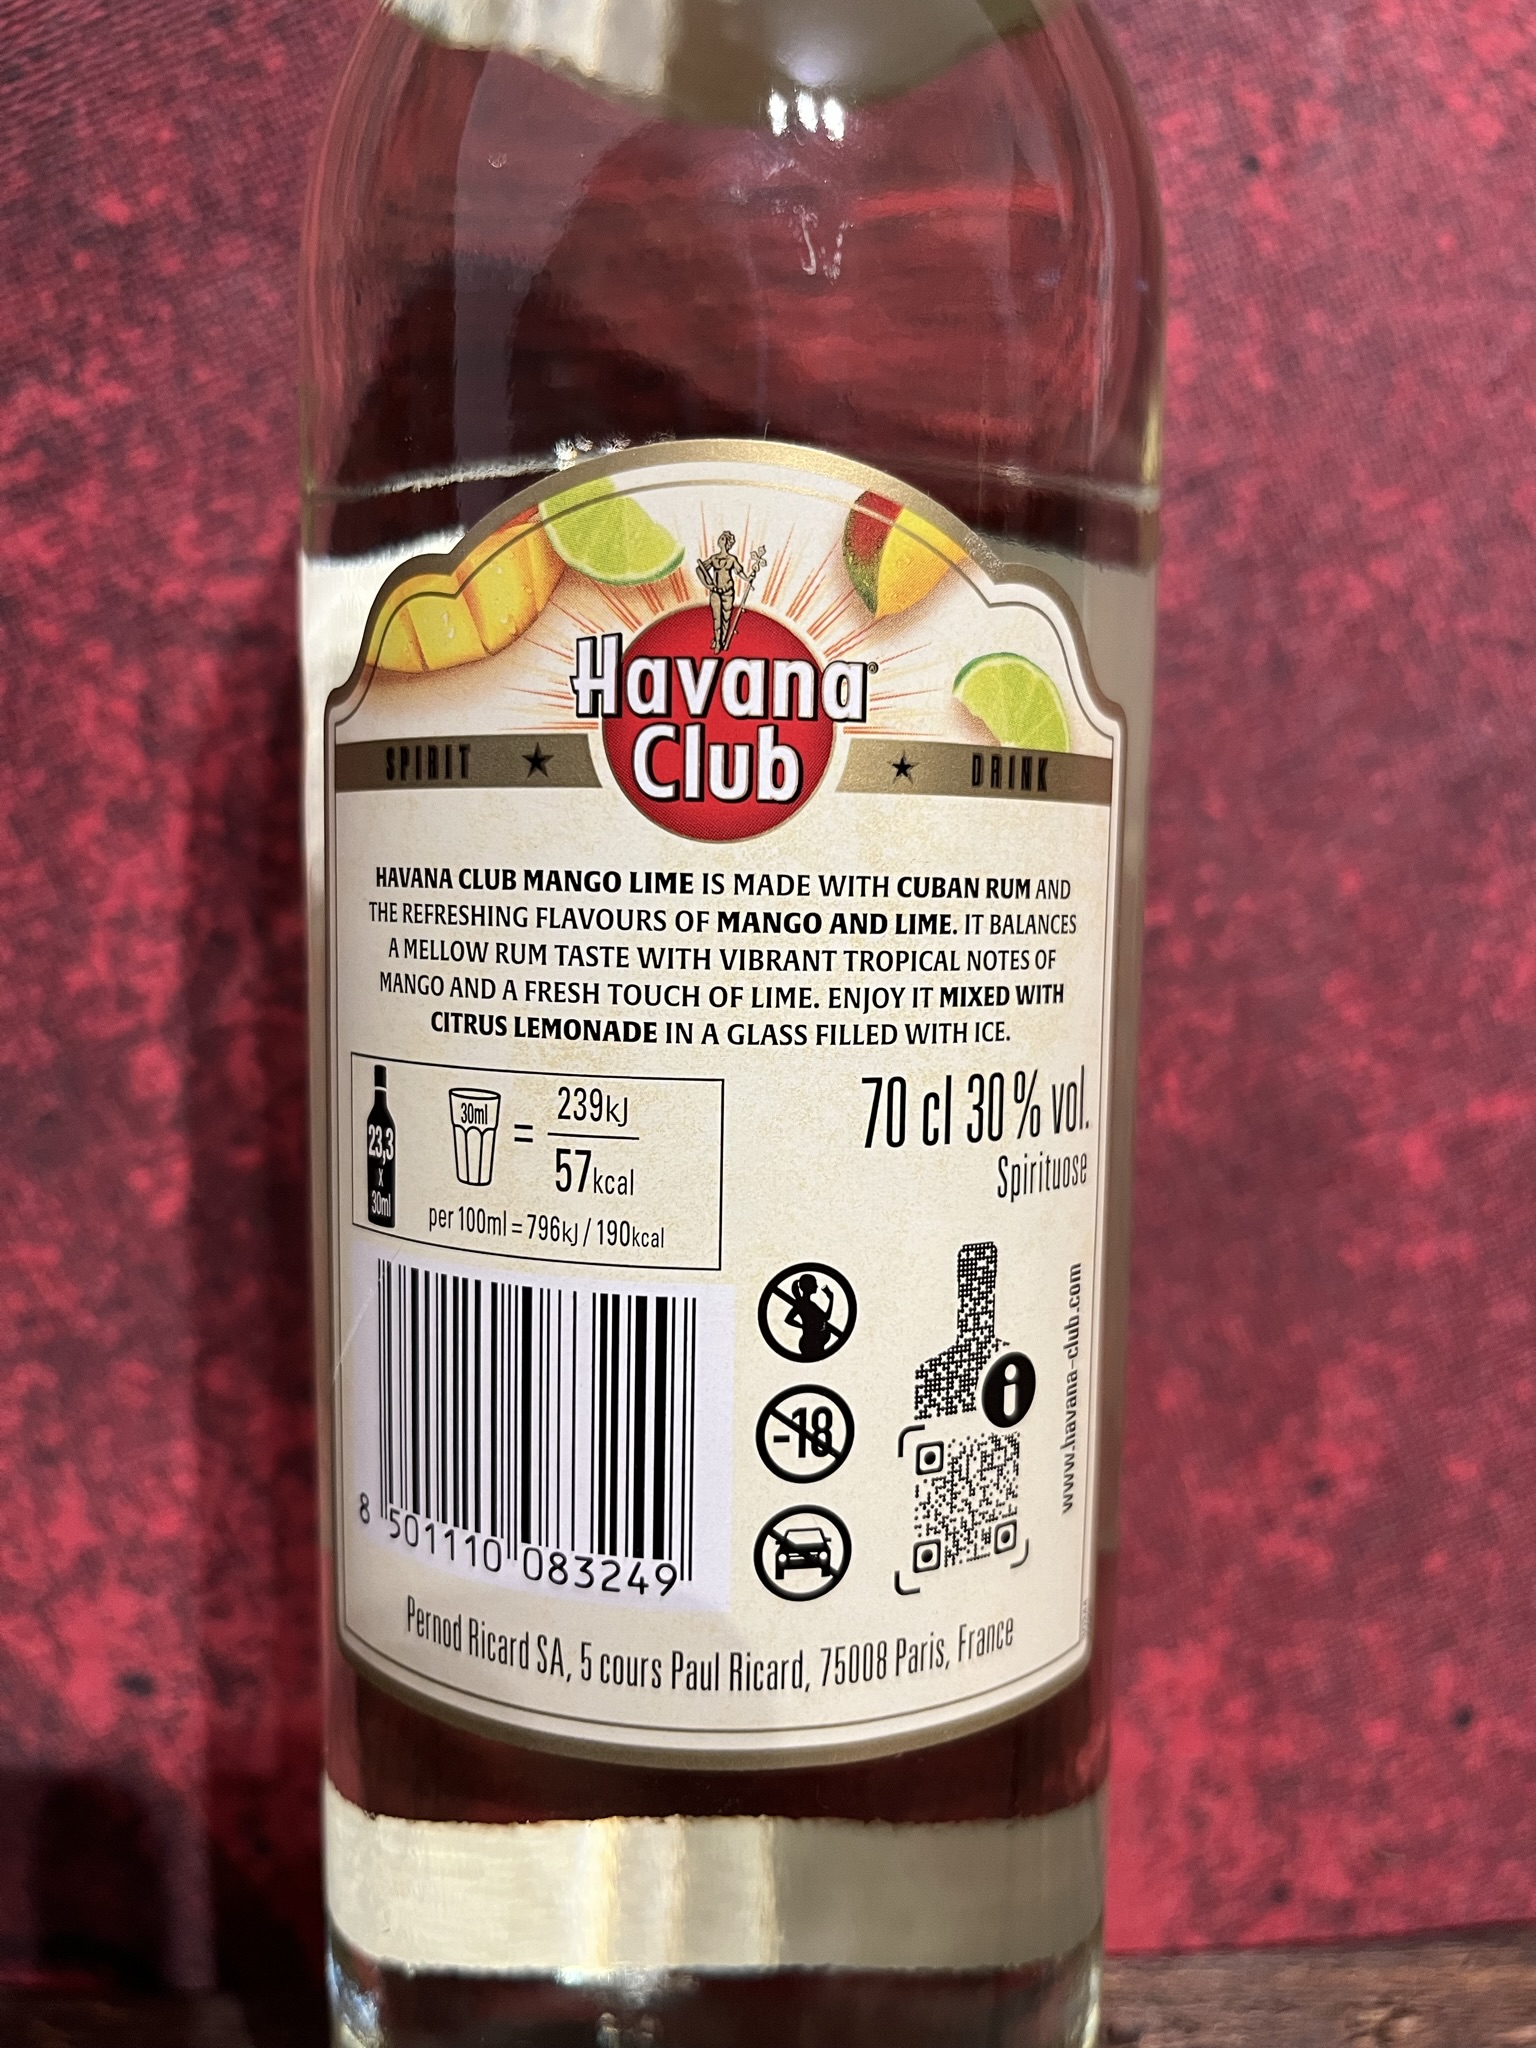 Havana
Club
®
SPIRIT ★ ★ DRINK
HAVANA CLUB MANGO LIME IS MADE WITH CUBAN RUM AND
THE REFRESHING FLAVOURS OF MANGO AND LIME. IT BALANCES
A MELLOW RUM TASTE WITH VIBRANT TROPICAL NOTES OF
MANGO AND A FRESH TOUCH OF LIME. ENJOY IT MIXED WITH
CITRUS LEMONADE IN A GLASS FILLED WITH ICE.
23,3
x
30ml
30ml
=
239kJ
57kcal
per 100ml = 796kJ / 190kcal
70 cl 30 % vol.
Spirituose
-18
i
www.havana-club.com
8 501110 083249
Pernod Ricard SA, 5 cours Paul Ricard, 75008 Paris, France